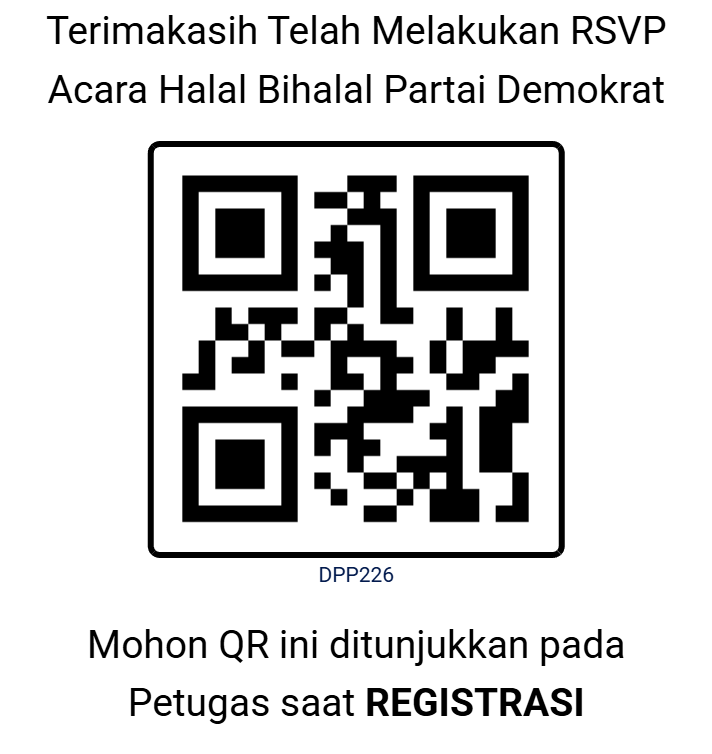 Terimakasih Telah Melakukan RSVP
Acara Halal Bihalal Partai Demokrat
DPP226
Mohon QR ini ditunjukkan pada
Petugas saat REGISTRASI